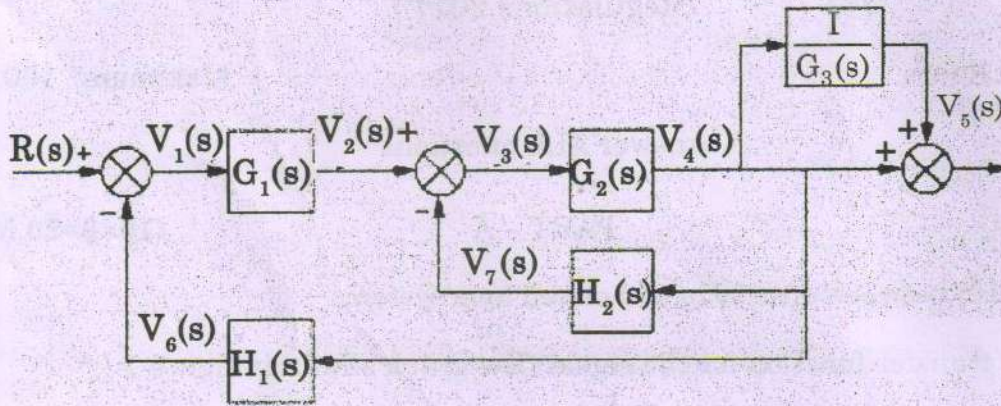 I
G₃(s)
V₅(s)
R(s) +
V₁(s)
G₁(s)
V₂(s) +
V₃(s)
G₂(s)
V₄(s)
+
+
-
-
V₇(s)
H₂(s)
V₆(s)
H₁(s)